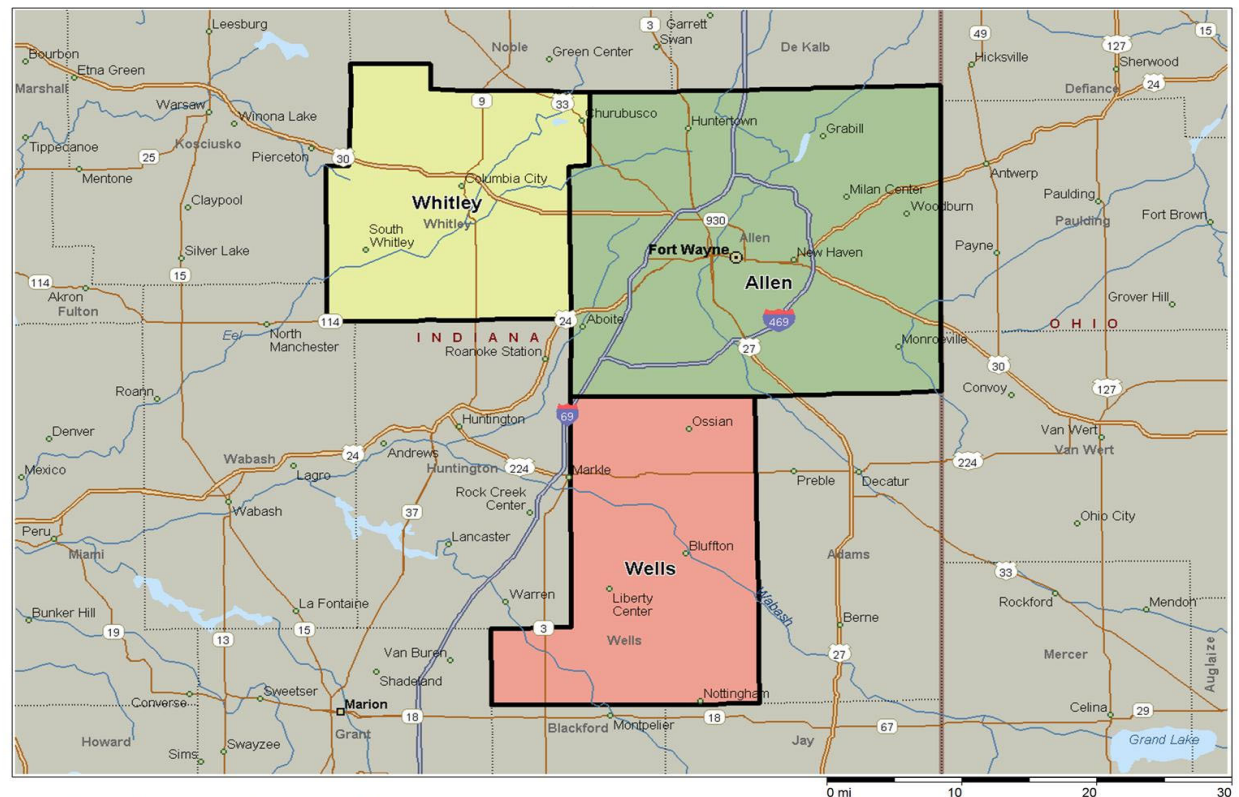 Leesburg
3
Garrett
Swan
49
15
Bourbon
Noble
Green Center
De Kalb
127
Hicksville
Sherwood
Etna Green
Marshall
24
Defiance
Warsaw
9
33
Churubusco
Winona Lake
Huntertown
Grabill
Tippecanoe
Kosciusko
25
Pierceton
30
Antwerp
Mentone
Columbia City
Milan Center
Paulding
Claypool
Whitley
Woodburn
Whitley
930
Paulding
Fort Brown
South
Whitley
Allen
Silver Lake
Fort Wayne
New Haven
Payne
15
114
Allen
Akron
Fulton
Grover Hill
114
24
Aboite
469
OHIO
Eel
North
Manchester
INDIANA
Roanoke Station
27
Monroeville
30
Roann
Convoy
127
69
Huntington
Ossian
Denver
Van Wert
24
Andrews
Van Wert
Wabash
Mexico
Lagro
Huntington
224
Markle
224
Preble
Decatur
Rock Creek
Center
Wabash
37
Ohio City
Peru
Lancaster
Miami
Bluffton
Adams
Wells
33
Liberty
Center
Warren
Wabash
Rockford
Mendon
La Fontaine
Bunker Hill
Berne
19
13
15
3
Wells
Van Buren
27
Mercer
Auglaize
Shadeland
Sweetser
Nottingham
Converse
Marion
Celina
29
18
18
Grant
Blackford
Montpelier
67
Howard
Swayzee
Jay
Grand Lake
Sims
0 mi
10
20
30